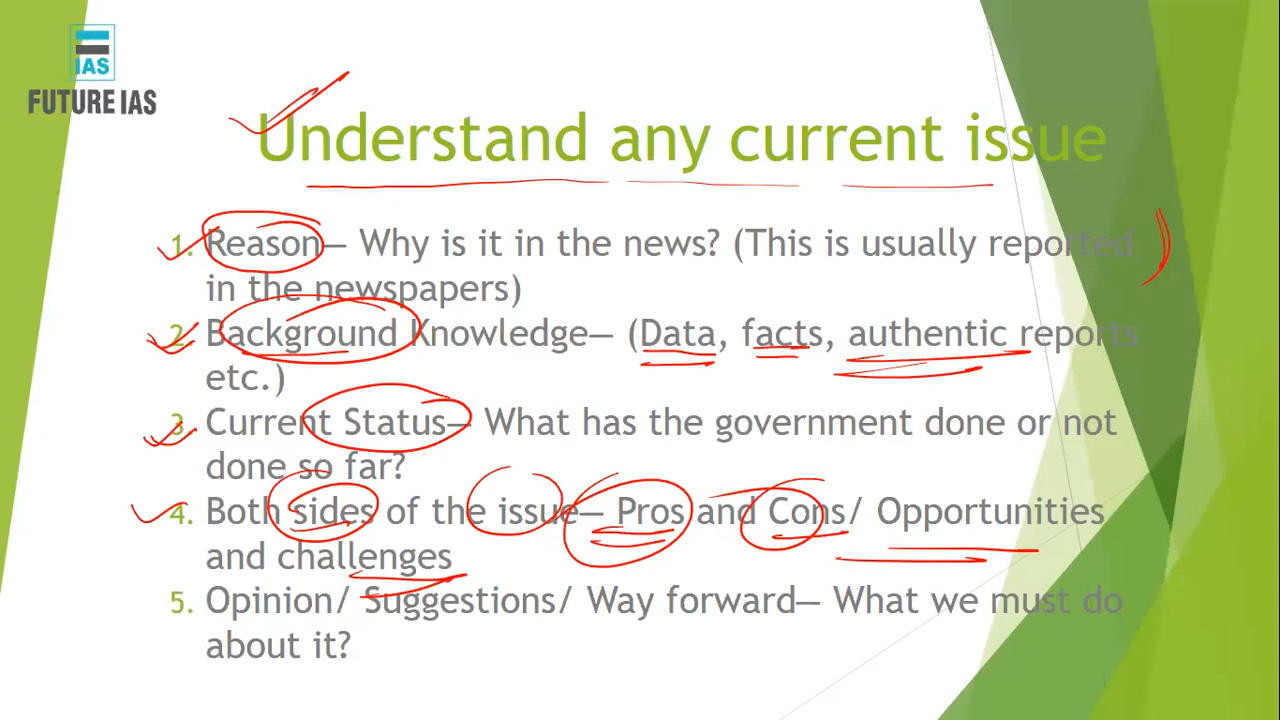 IAS
FUTURE IAS
Understand any current issue
1. Reason– Why is it in the news? (This is usually reported
in the newspapers)
2. Background Knowledge– (Data, facts, authentic reports
etc.)
3. Current Status– What has the government done or not
done so far?
4. Both sides of the issue– Pros and Cons/ Opportunities
and challenges
5. Opinion/ Suggestions/ Way forward– What we must do
about it?